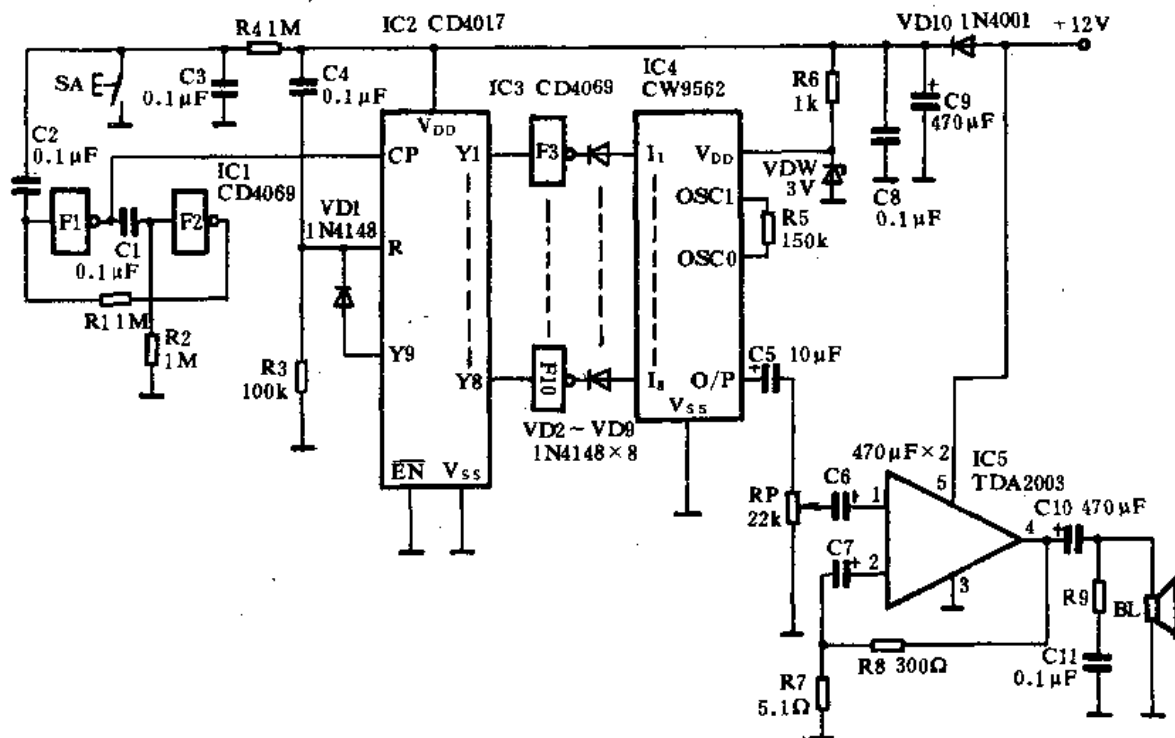 R4 1M
IC2 CD4017
VD10 1N4001
+12V
SA
C3
0.1μF
C4
0.1μF
IC3 CD4069
IC4
CW9562
R6
1k
C9
470μF
C2
0.1μF
VDD
CP
Y1
F3
I1
VDD
VDW
3V
C8
0.1μF
IC1
CD4069
F1
F2
C1
0.1μF
VD1
1N4148
OSC1
R5
150k
R
OSC0
R1 1M
R2
1M
R3
100k
Y9
Y8
F10
I8
O/P
C5
10μF
VSS
VD2~VD9
1N4148×8
EN
VSS
470μF×2
IC5
TDA2003
RP
22k
C6
1
5
C10 470μF
4
C7
2
3
R9
BL
R8 300Ω
C11
0.1μF
R7
5.1Ω